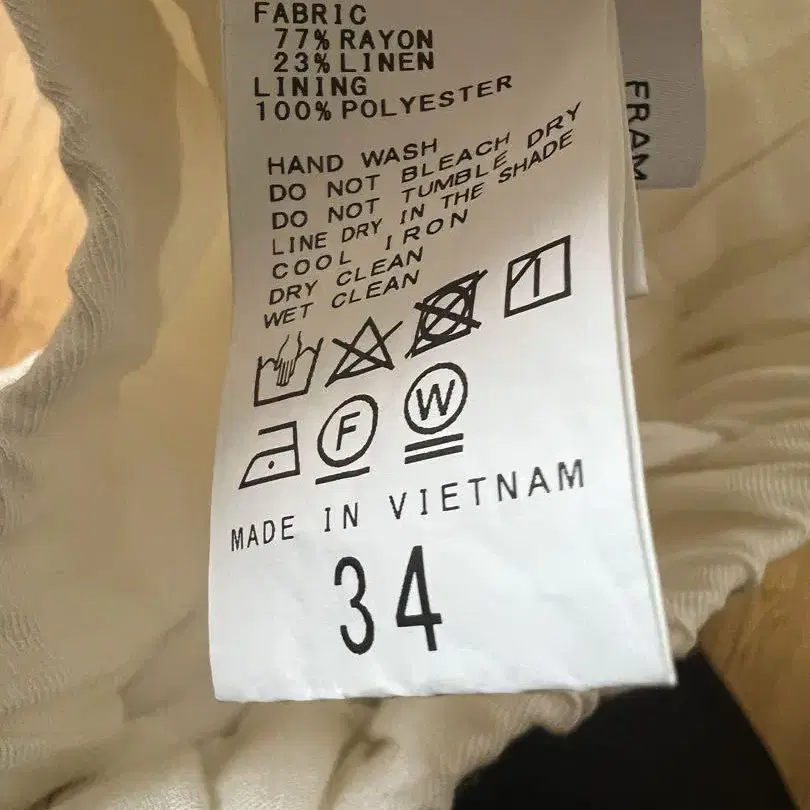 FABRIC
77% RAYON
23% LINEN
LINING
100% POLYESTER
HAND WASH
DO NOT BLEACH
DO NOT TUMBLE DRY
LINE DRY IN THE SHADE
COOL IRON
DRY CLEAN
WET CLEAN
F
W
MADE IN VIETNAM
34
FRAM